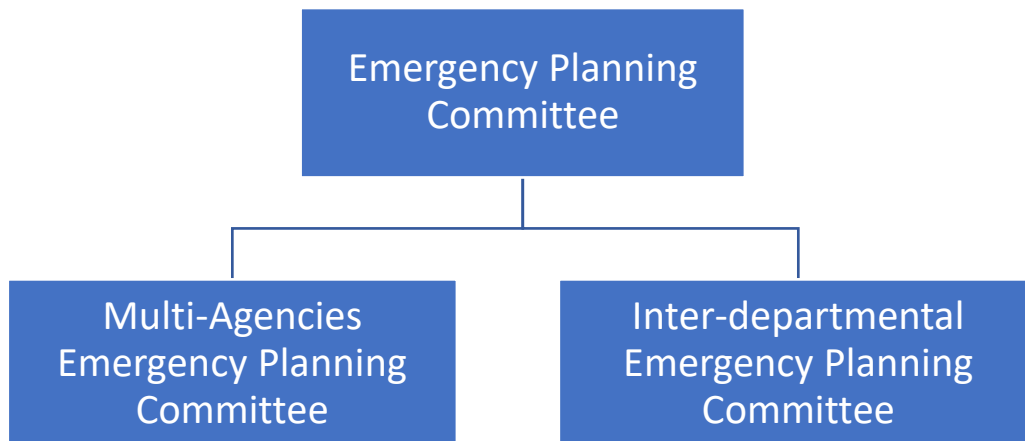 Emergency Planning
Committee
Multi-Agencies
Emergency Planning
Committee
Inter-departmental
Emergency Planning
Committee